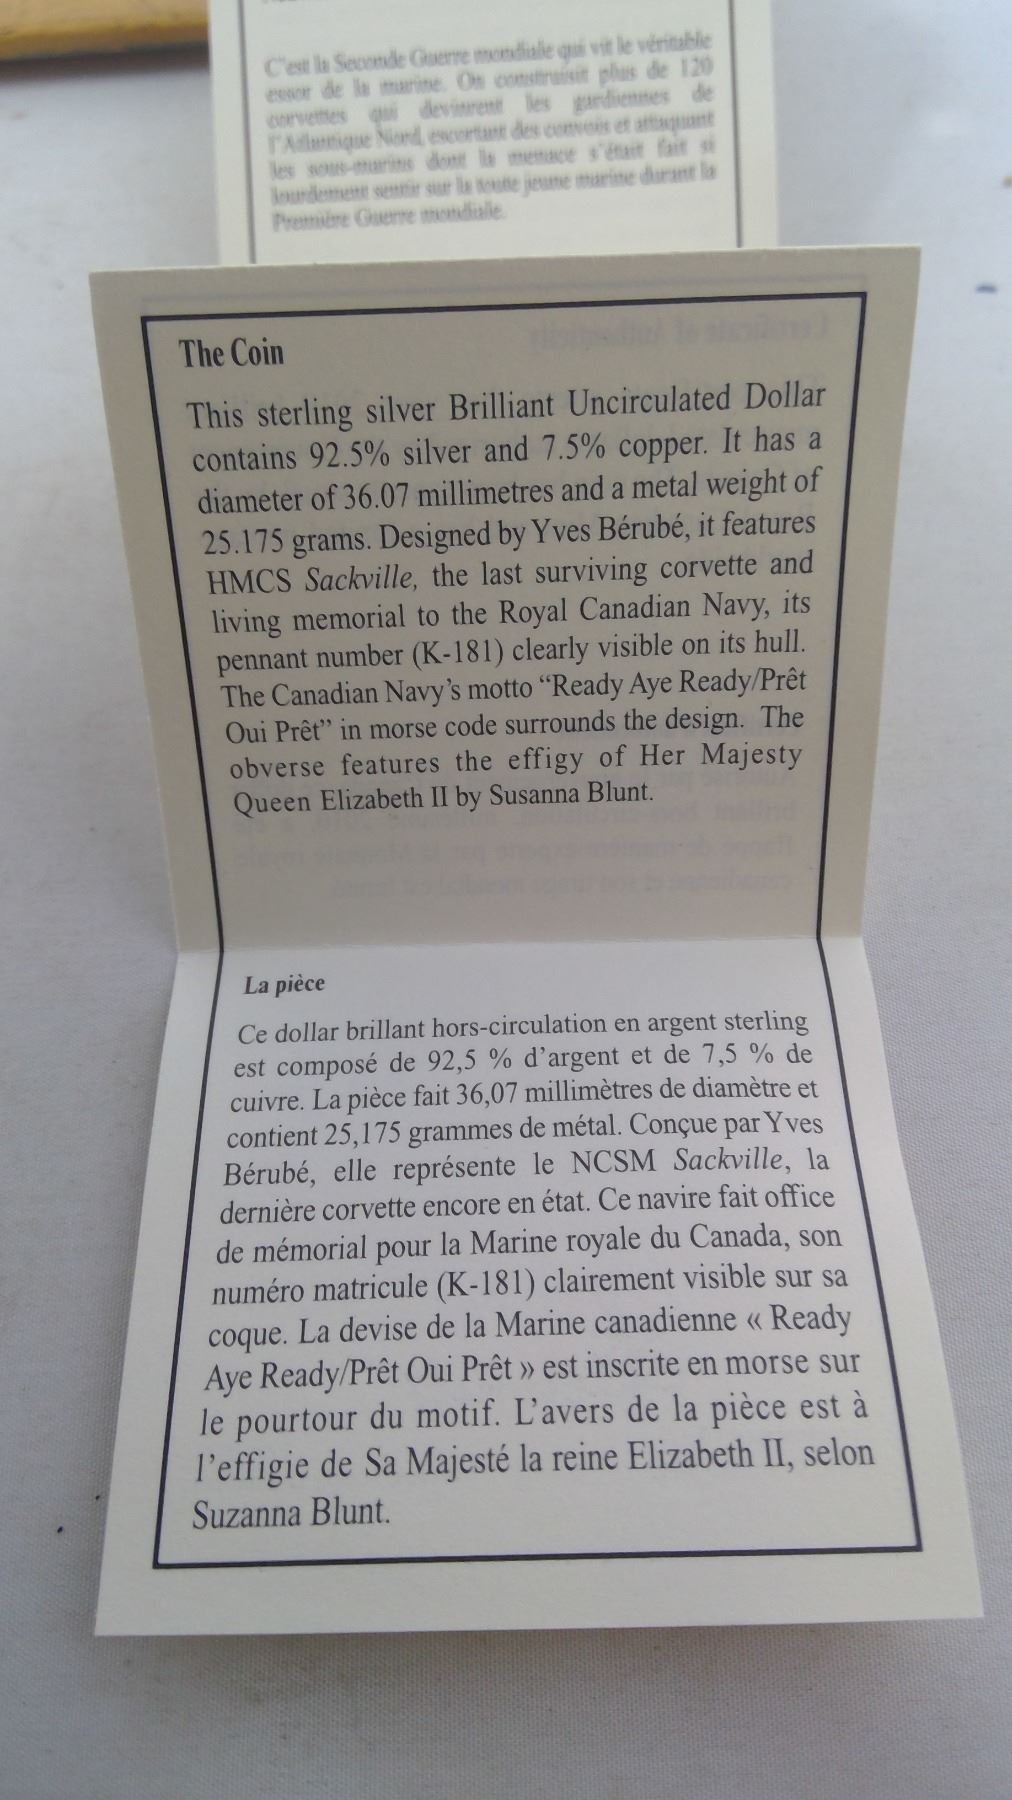 C'est la Seconde Guerre mondiale qui vit le véritable
essor de la marine. On construisit plus de 120
corvettes qui devinrent les gardiennes de
l'Atlantique Nord, escortant des convois et attaquant
les sous-marins dont la menace s'était fait si
lourdement sentir sur la toute jeune marine durant la
Première Guerre mondiale.
The Coin
This sterling silver Brilliant Uncirculated Dollar
contains 92.5% silver and 7.5% copper. It has a
diameter of 36.07 millimetres and a metal weight of
25.175 grams. Designed by Yves Bérubé, it features
HMCS Sackville, the last surviving corvette and
living memorial to the Royal Canadian Navy, its
pennant number (K-181) clearly visible on its hull.
The Canadian Navy's motto “Ready Aye Ready/Prêt
Oui Prêt” in morse code surrounds the design. The
obverse features the effigy of Her Majesty
Queen Elizabeth II by Susanna Blunt.
La pièce
Ce dollar brillant hors-circulation en argent sterling
est composé de 92,5 % d'argent et de 7,5 % de
cuivre. La pièce fait 36,07 millimètres de diamètre et
contient 25,175 grammes de métal. Conçue par Yves
Bérubé, elle représente le NCSM Sackville, la
dernière corvette encore en état. Ce navire fait office
de mémorial pour la Marine royale du Canada, son
numéro matricule (K-181) clairement visible sur sa
coque. La devise de la Marine canadienne « Ready
Aye Ready/Prêt Oui Prêt » est inscrite en morse sur
le pourtour du motif. L'avers de la pièce est à
l'effigie de Sa Majesté la reine Elizabeth II, selon
Suzanna Blunt.